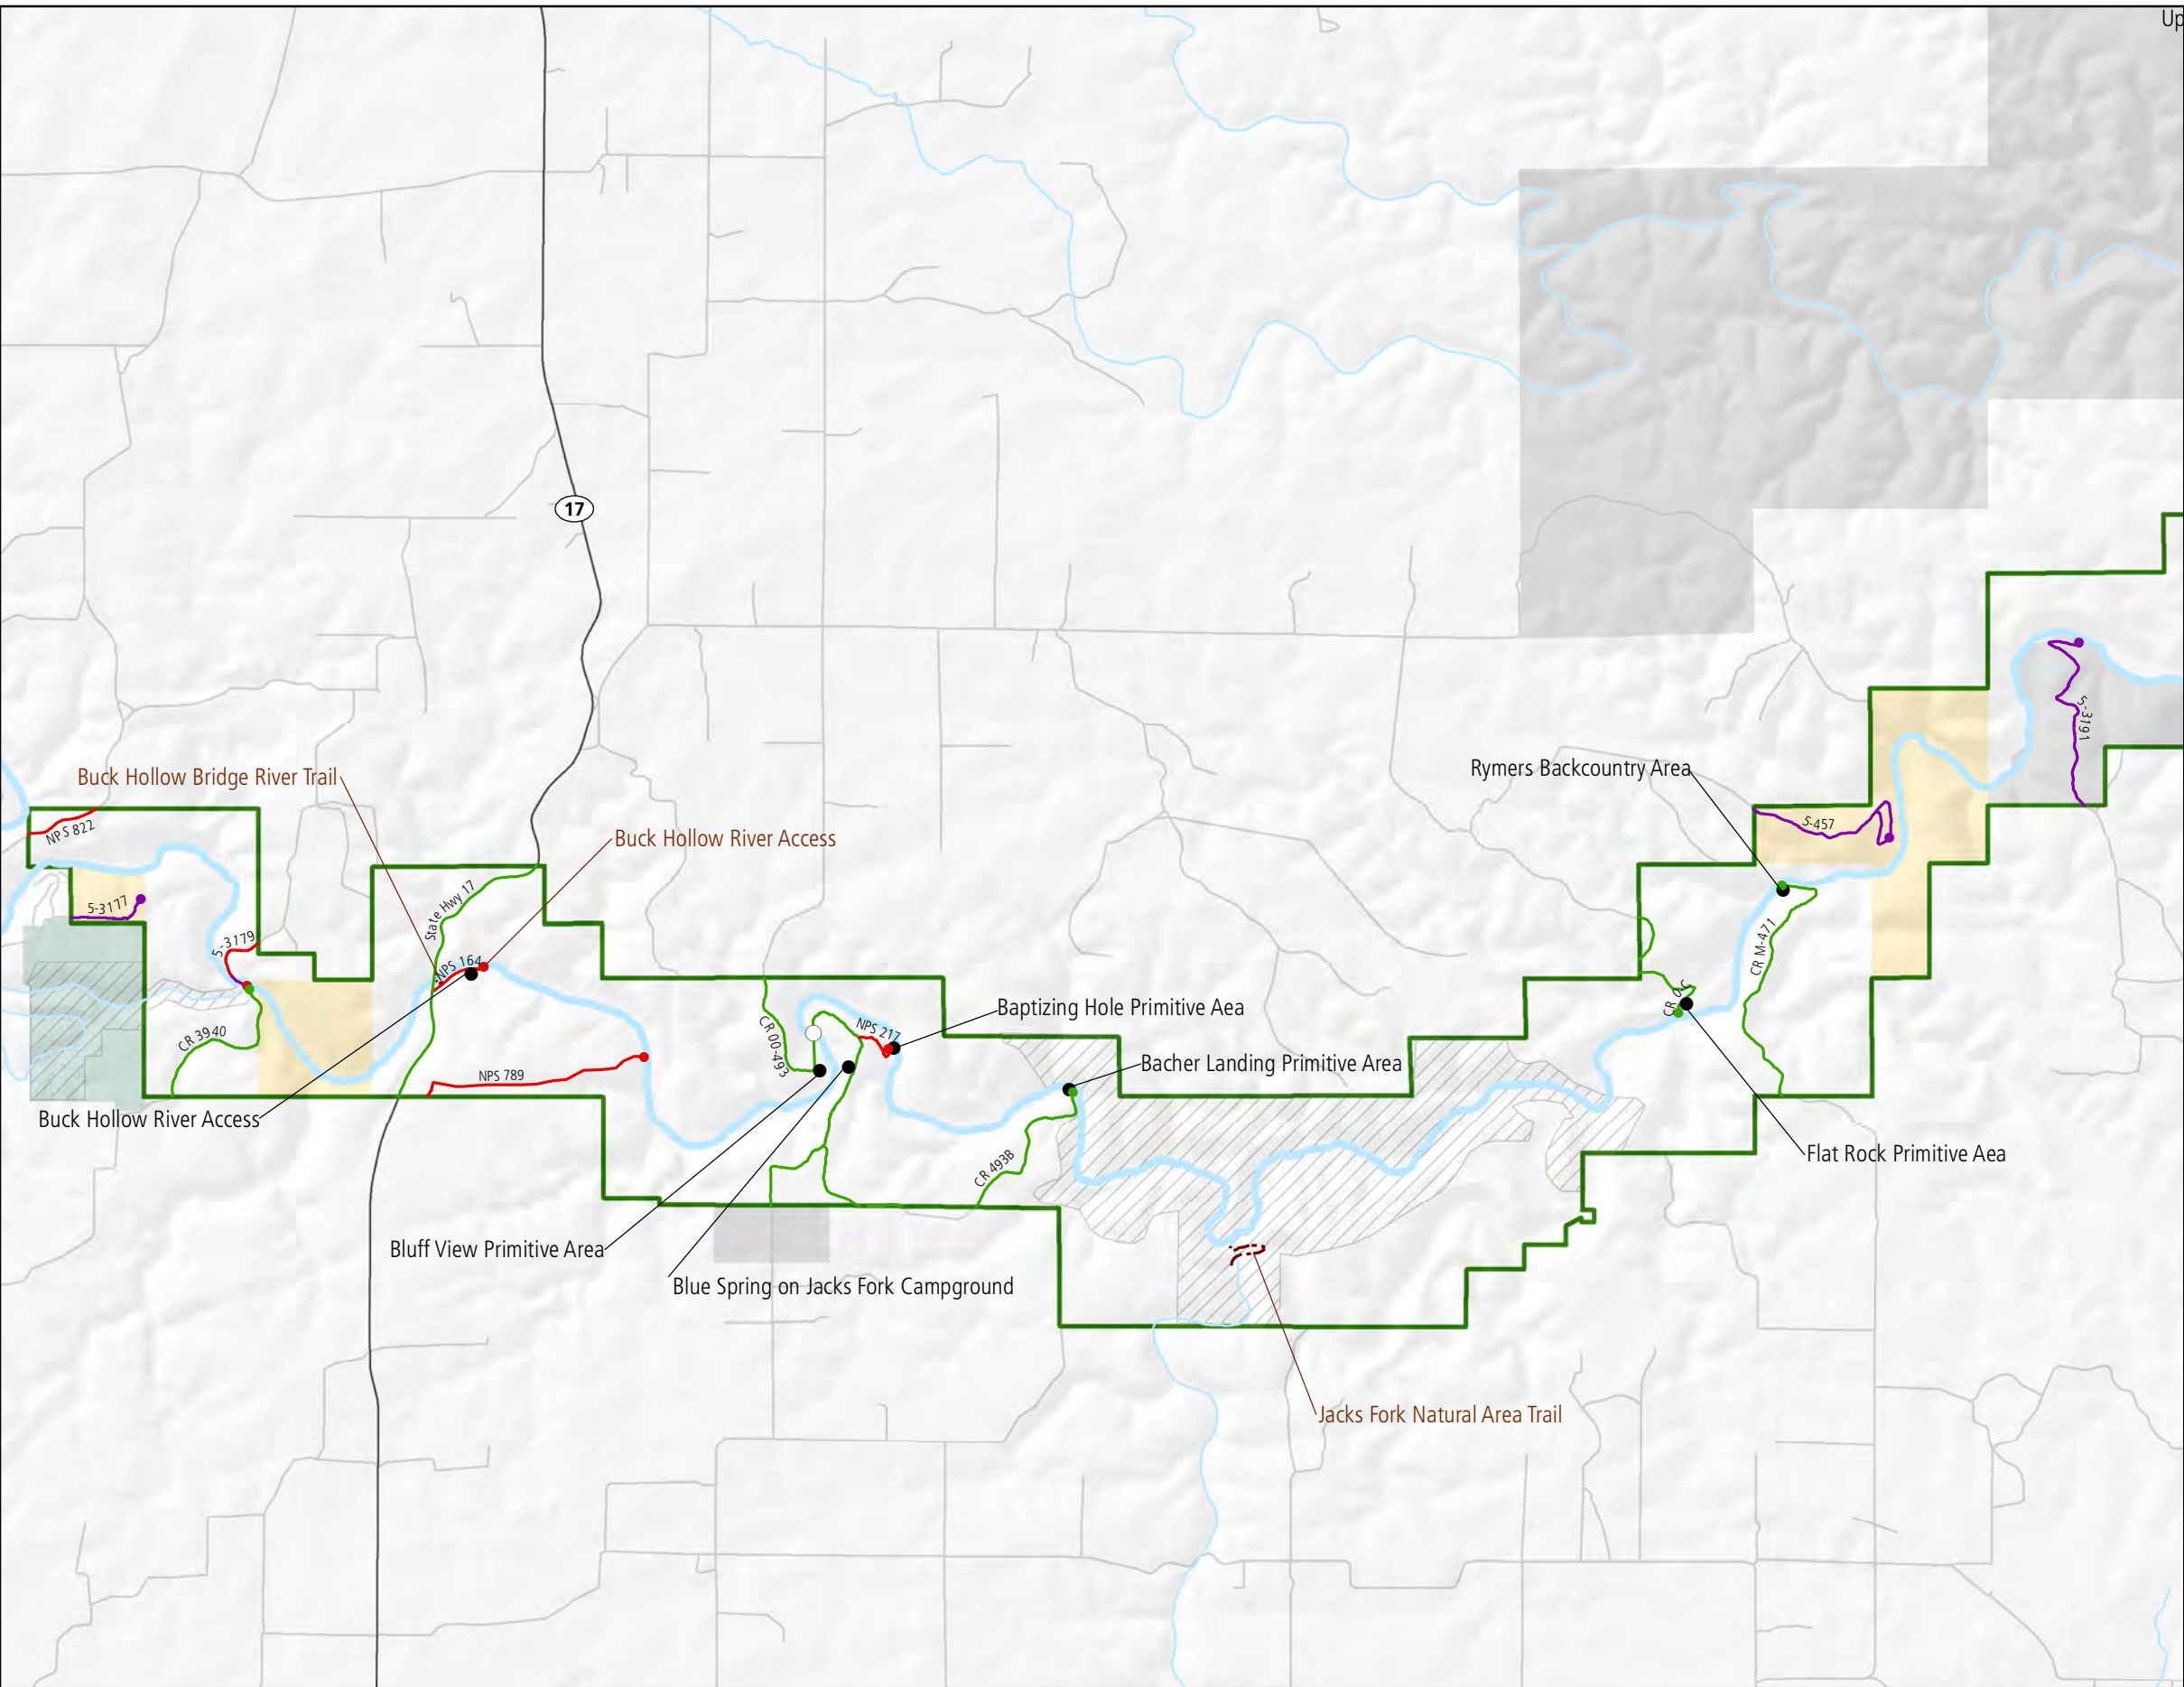 Up
17
Rymers Backcountry Area
5-3191
Buck Hollow Bridge River Trail
5-457
NPS 822
Buck Hollow River Access
State Hwy 17
5-3177
5-3179
CR M-471
NPS 164
CR 00-493
NPS 217
Baptizing Hole Primitive Aea
CR 3940
Bacher Landing Primitive Area
NPS 789
Buck Hollow River Access
CR 493B
Flat Rock Primitive Aea
Bluff View Primitive Area
Blue Spring on Jacks Fork Campground
Jacks Fork Natural Area Trail